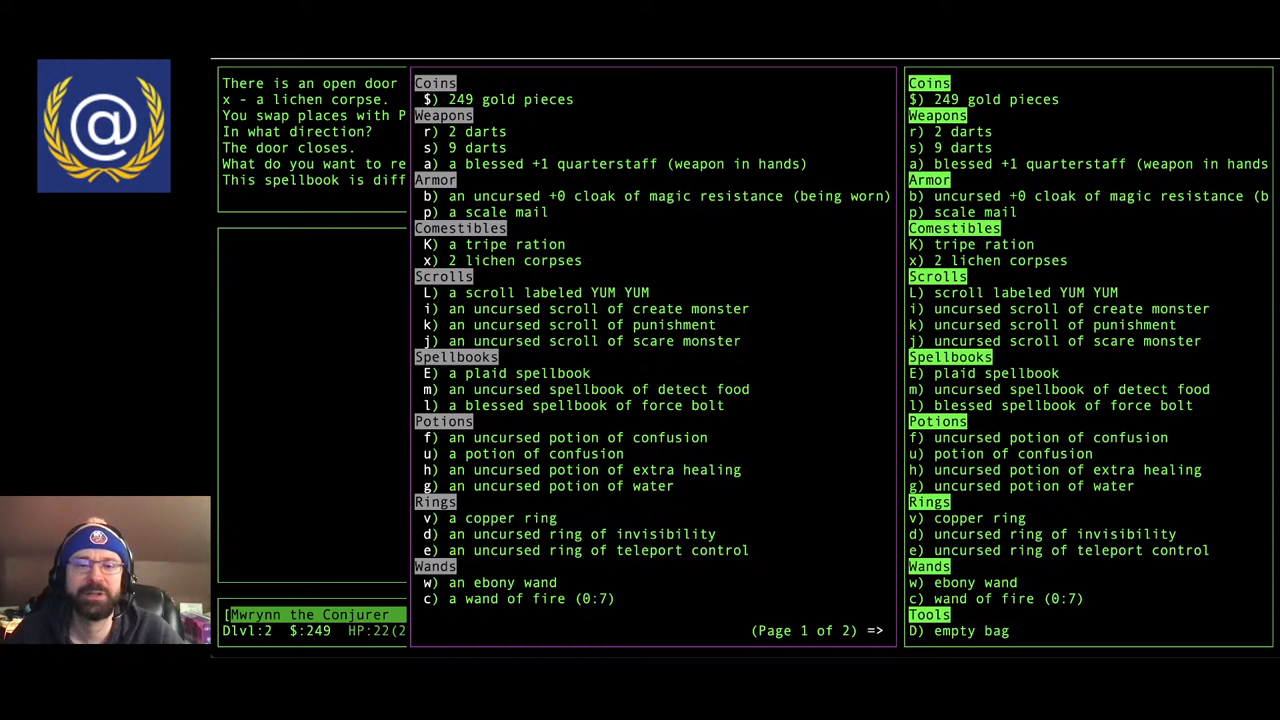 @
There is an open door
x - a lichen corpse.
You swap places with P
In what direction?
The door closes.
What do you want to re
This spellbook is diff
[Mwrynn the Conjurer
Dlvl:2 $:249 HP:22(2
Coins
$) 249 gold pieces
Weapons
r) 2 darts
s) 9 darts
a) a blessed +1 quarterstaff (weapon in hands)
Armor
b) an uncursed +0 cloak of magic resistance (being worn)
p) a scale mail
Comestibles
K) a tripe ration
x) 2 lichen corpses
Scrolls
L) a scroll labeled YUM YUM
i) an uncursed scroll of create monster
k) an uncursed scroll of punishment
j) an uncursed scroll of scare monster
Spellbooks
E) a plaid spellbook
m) an uncursed spellbook of detect food
l) a blessed spellbook of force bolt
Potions
f) an uncursed potion of confusion
u) a potion of confusion
h) an uncursed potion of extra healing
g) an uncursed potion of water
Rings
v) a copper ring
d) an uncursed ring of invisibility
e) an uncursed ring of teleport control
Wands
w) an ebony wand
c) a wand of fire (0:7)
(Page 1 of 2) =>
Coins
$) 249 gold pieces
Weapons
r) 2 darts
s) 9 darts
a) blessed +1 quarterstaff (weapon in hands
Armor
b) uncursed +0 cloak of magic resistance (b
p) scale mail
Comestibles
K) tripe ration
x) 2 lichen corpses
Scrolls
L) scroll labeled YUM YUM
i) uncursed scroll of create monster
k) uncursed scroll of punishment
j) uncursed scroll of scare monster
Spellbooks
E) plaid spellbook
m) uncursed spellbook of detect food
l) blessed spellbook of force bolt
Potions
f) uncursed potion of confusion
u) potion of confusion
h) uncursed potion of extra healing
g) uncursed potion of water
Rings
v) copper ring
d) uncursed ring of invisibility
e) uncursed ring of teleport control
Wands
w) ebony wand
c) wand of fire (0:7)
Tools
D) empty bag